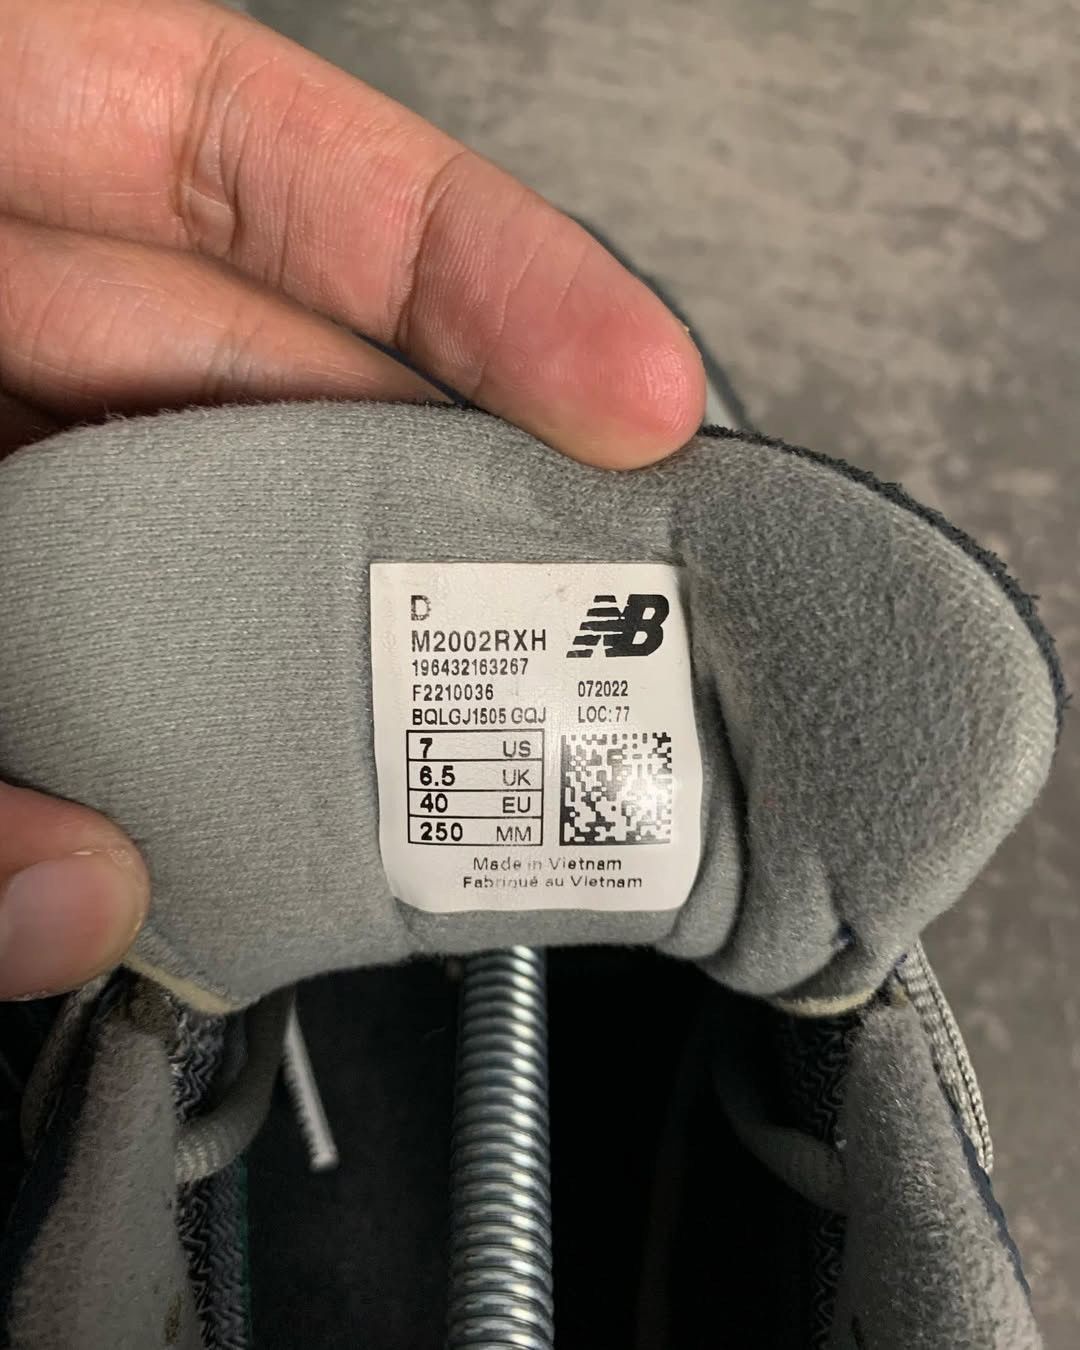 D
NB
M2002RXH
196432163267
F2210036 072022
BQLGJ1505 GQJ LOC:77
7 US
6.5 UK
40 EU
250 MM
Made in Vietnam
Fabriqué au Vietnam